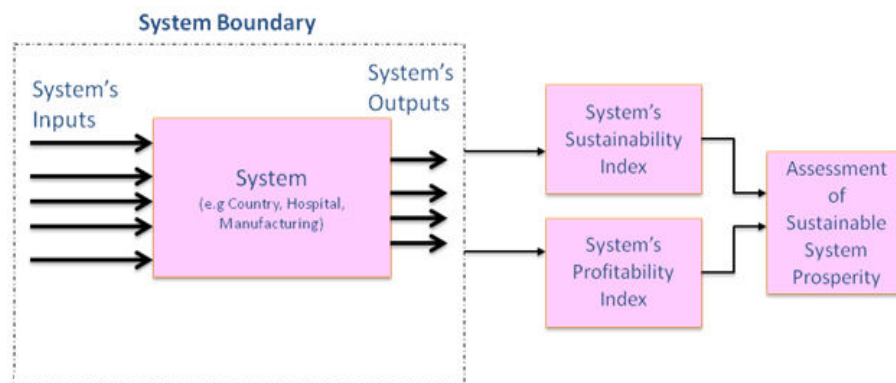 System Boundary
System's
Inputs
System's
Outputs
System
(e.g Country, Hospital,
Manufacturing)
System's
Sustainability
Index
System's
Profitability
Index
Assessment
of
Sustainable
System
Prosperity